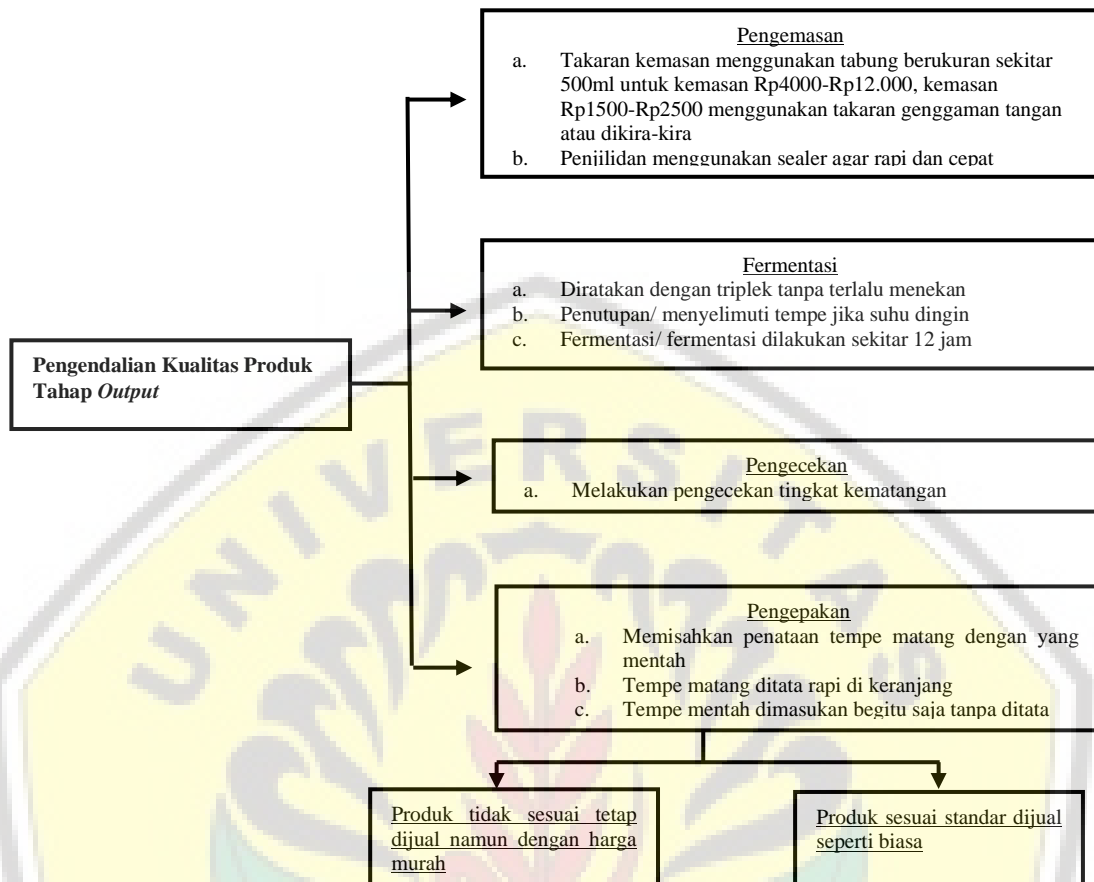 Pengemasan
a. Takaran kemasan menggunakan tabung berukuran sekitar
500ml untuk kemasan Rp4000-Rp12.000, kemasan
Rp1500-Rp2500 menggunakan takaran genggaman tangan
atau dikira-kira
b. Penjilidan menggunakan sealer agar rapi dan cepat
Fermentasi
a. Diratakan dengan triplek tanpa terlalu menekan
b. Penutupan/ menyelimuti tempe jika suhu dingin
c. Fermentasi/ fermentasi dilakukan sekitar 12 jam
Pengendalian Kualitas Produk
Tahap Output
Pengecekan
a. Melakukan pengecekan tingkat kematangan
Pengepakan
a. Memisahkan penataan tempe matang dengan yang
mentah
b. Tempe matang ditata rapi di keranjang
c. Tempe mentah dimasukan begitu saja tanpa ditata
Produk tidak sesuai tetap
dijual namun dengan harga
murah
Produk sesuai standar dijual
seperti biasa
UNIVERSITAS